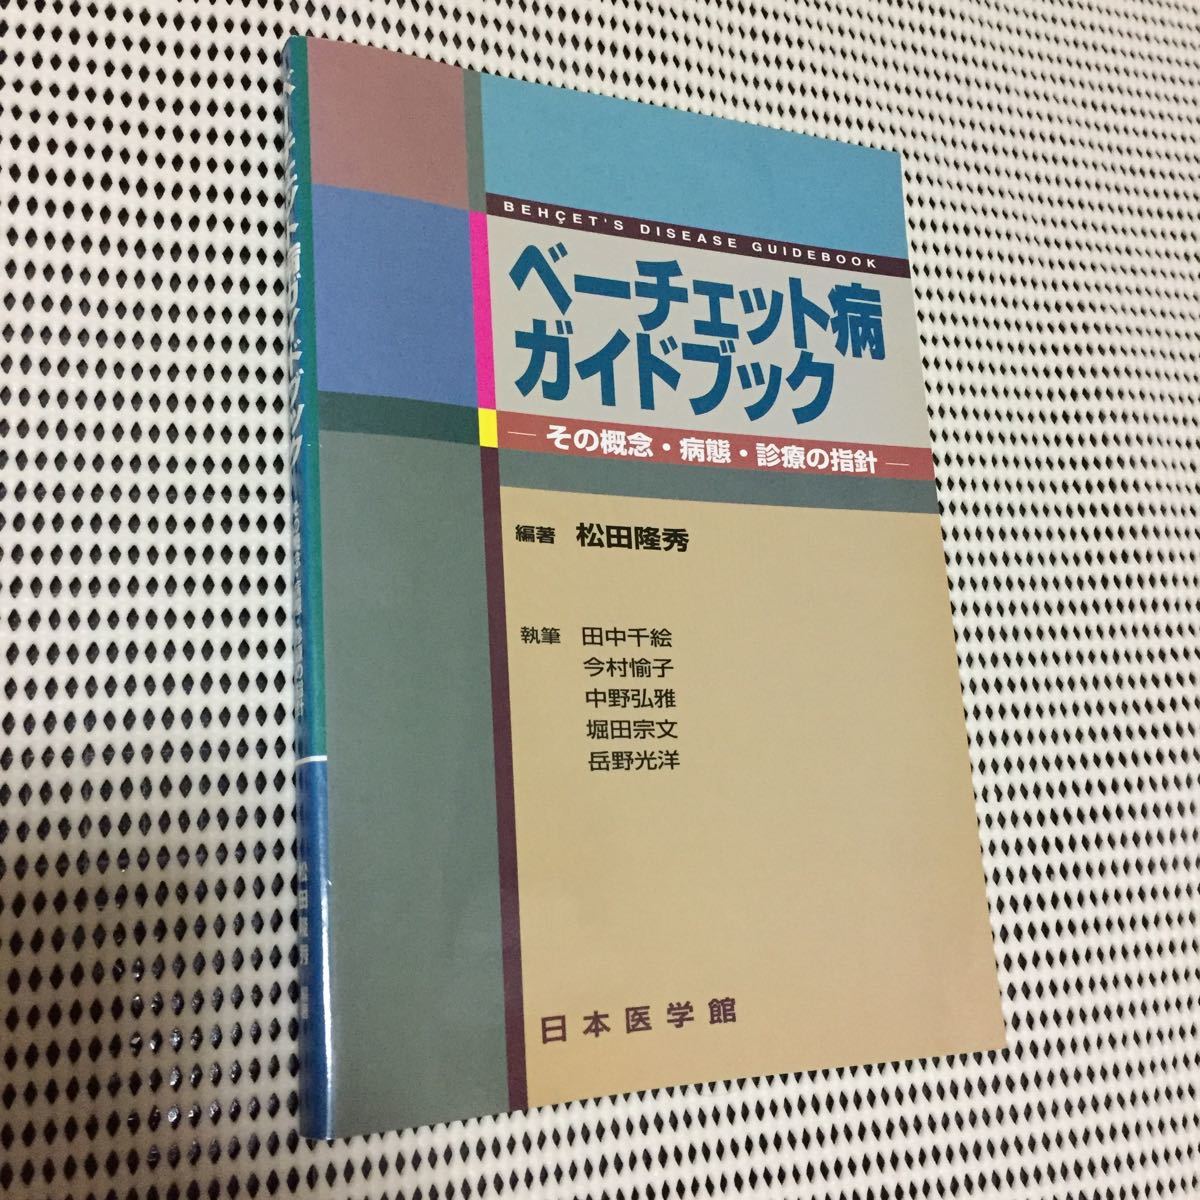 BEHÇET'S DISEASE GUIDEBOOK
ベーチェット病
ガイドブック
―その概念・病態・診療の指針―
編著 松田隆秀
執筆 田中千絵
今村愉子
中野弘雅
堀田宗文
岳野光洋
日本医学館